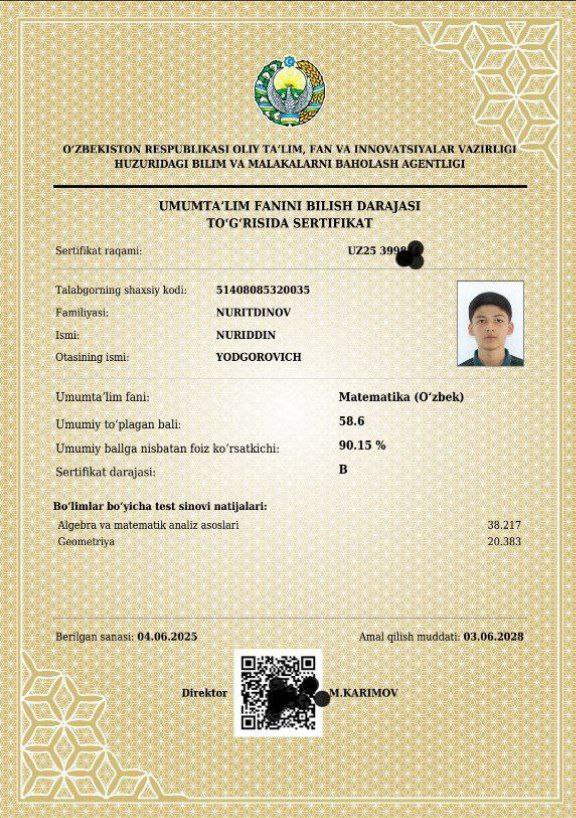 O‘ZBEKISTON RESPUBLIKASI OLIY TA’LIM, FAN VA INNOVATSIYALAR VAZIRLIGI
HUZURIDAGI BILIM VA MALAKALARNI BAHOLASH AGENTLIGI
UMUMTA’LIM FANINI BILISH DARAJASI
TO‘G‘RISIDA SERTIFIKAT
Sertifikat raqami: UZ25
Talabgorning shaxsiy kodi: 51408085320035
Familiyasi: NURITDINOV
Ismi: NURIDDIN
Otasining ismi: YODGOROVICH
Umumta’lim fani: Matematika (O‘zbek)
Umumiy to‘plagan bali: 58.6
Umumiy ballga nisbatan foiz ko‘rsatkichi: 90.15 %
Sertifikat darajasi: B
Bo‘limlar bo‘yicha test sinovi natijalari:
Algebra va matematik analiz asoslari 38.217
Geometriya 20.383
Berilgan sanasi: 04.06.2025 Amal qilish muddati: 03.06.2028
Direktor M.KARIMOV